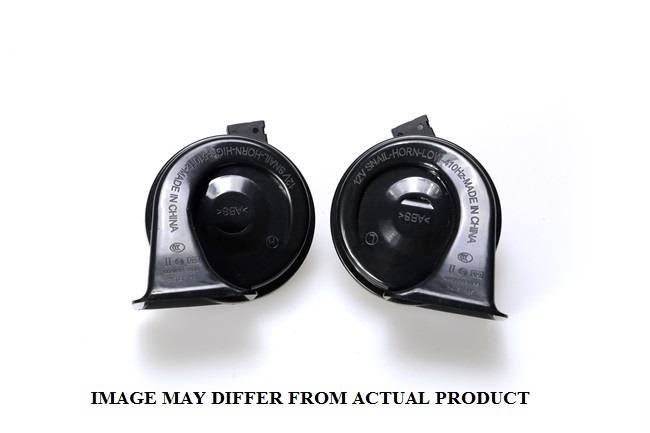 12V SNAIL-HORN-HIGH-510Hz-MADE IN CHINA
>ABS<
H
12V SNAIL-HORN-LOW-410Hz-MADE IN CHINA
>ABS<
L
IMAGE MAY DIFFER FROM ACTUAL PRODUCT